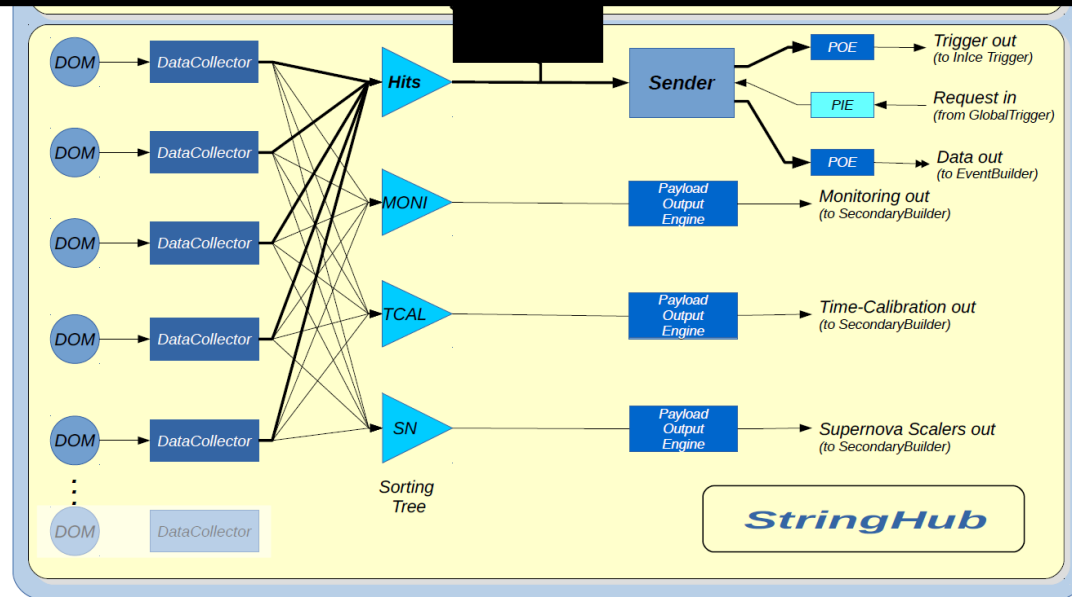 DOM
DataCollector
DOM
DataCollector
DOM
DataCollector
DOM
DataCollector
DOM
DataCollector
DOM
DataCollector
Hits
MONI
TCAL
SN
Sorting
Tree
Sender
POE
Trigger out
(to InIce Trigger)
PIE
Request in
(from GlobalTrigger)
POE
Data out
(to EventBuilder)
Payload
Output
Engine
Monitoring out
(to SecondaryBuilder)
Payload
Output
Engine
Time-Calibration out
(to SecondaryBuilder)
Payload
Output
Engine
Supernova Scalers out
(to SecondaryBuilder)
StringHub